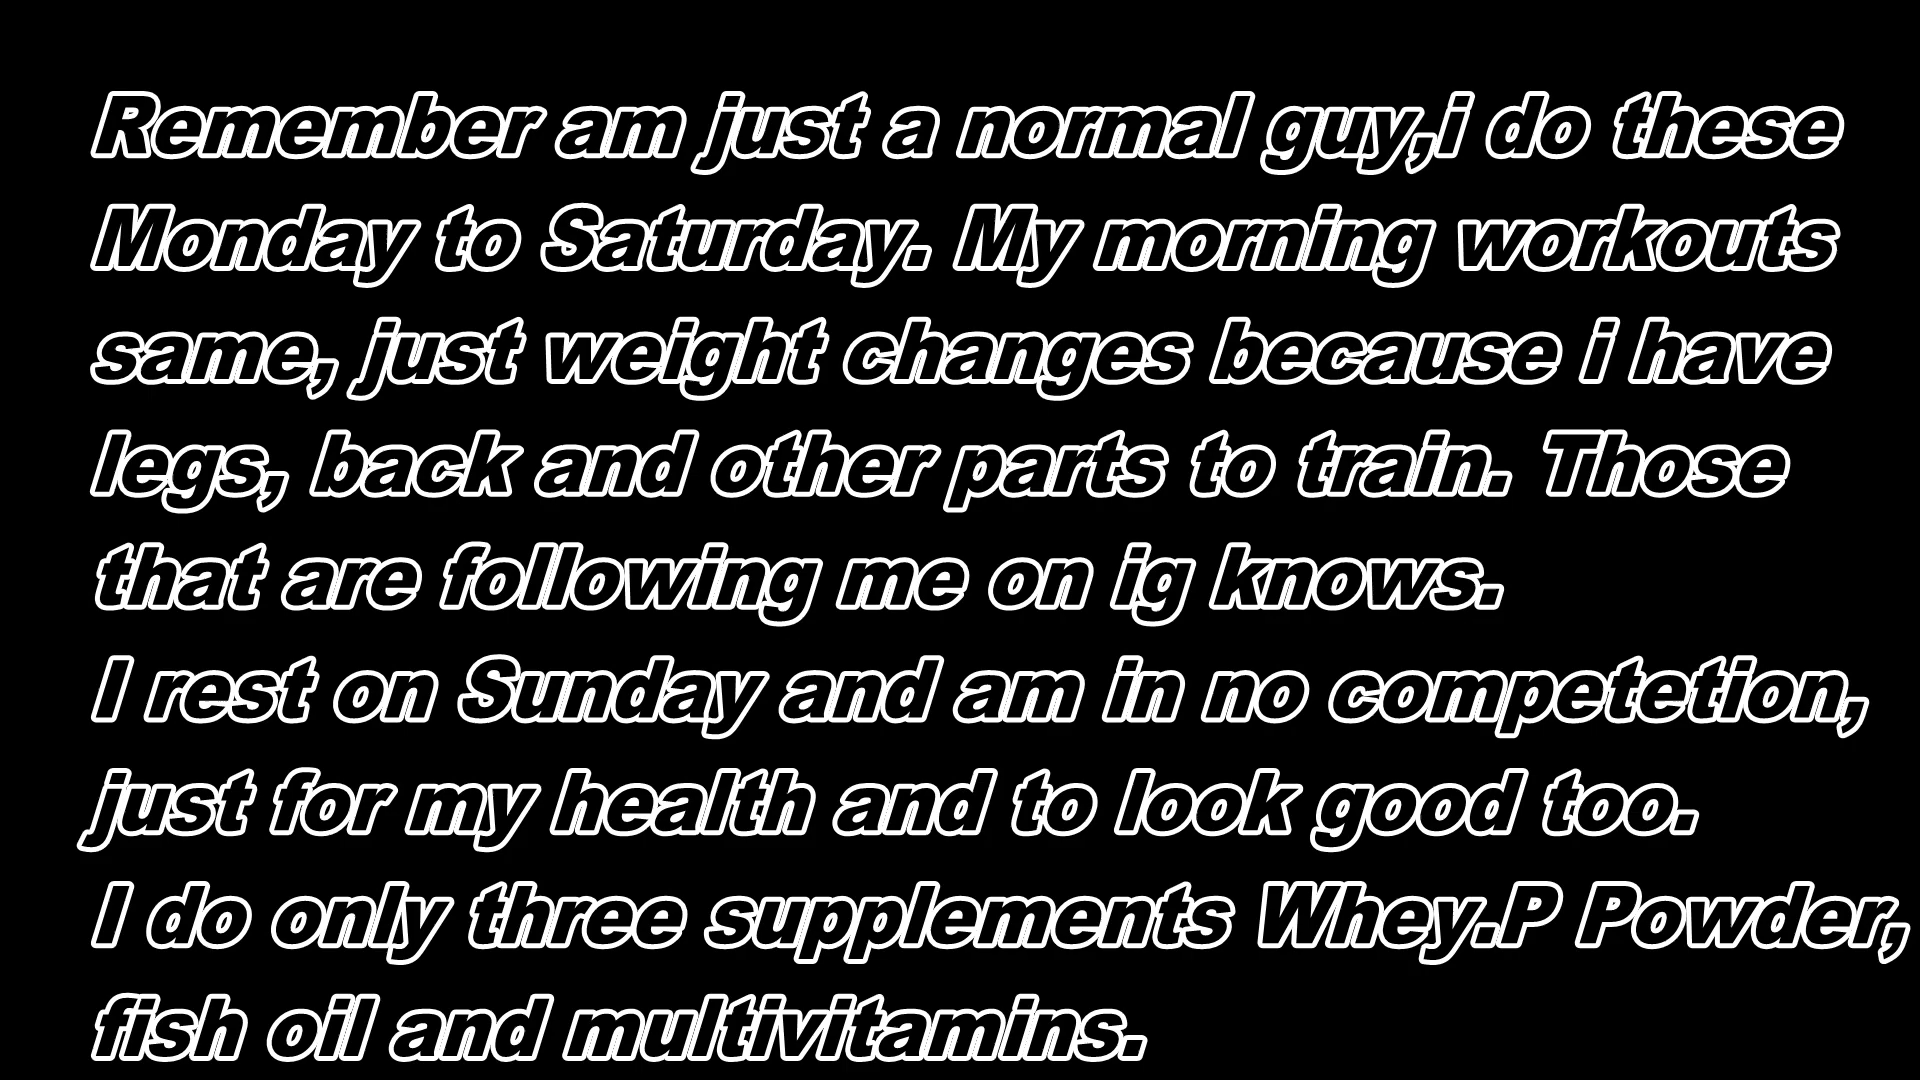 Remember am just a normal guy,i do these
Monday to Saturday. My morning workouts
same, just weight changes because i have
legs, back and other parts to train. Those
that are following me on ig knows.
I rest on Sunday and am in no competetion,
just for my health and to look good too.
I do only three supplements Whey.P Powder,
fish oil and multivitamins.